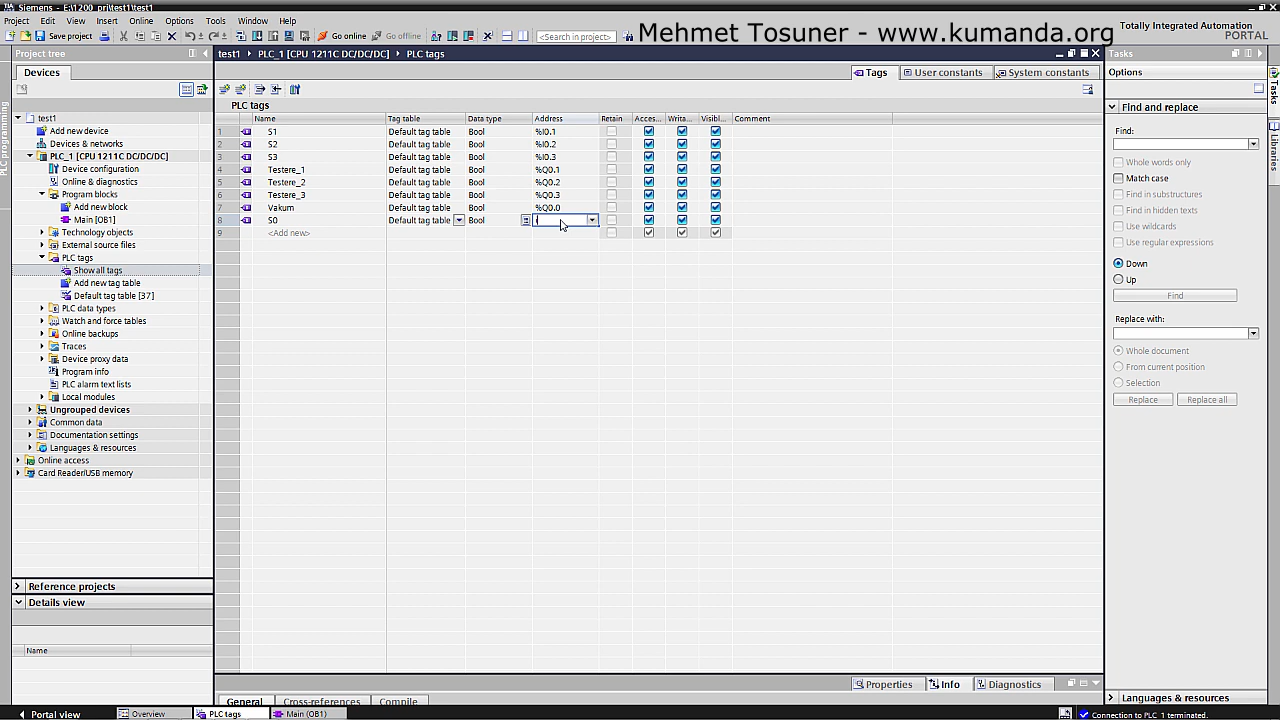 Siemens - E:\1200_prj\test1\test1
Project Edit View Insert Online Options Tools Window Help
Mehmet Tosuner - www.kumanda.org
Totally Integrated Automation
PORTAL
Save project
Go online
Go offline
<Search in project>
Project tree
test1 PLC_1 [CPU 1211C DC/DC/DC] PLC tags
Tasks
Devices
Tags
User constants
System constants
Options
PLC tags
Name Tag table Data type Address Retain Acces... Writa... Visibl... Comment
1 S1 Default tag table Bool %I0.1
2 S2 Default tag table Bool %I0.2
3 S3 Default tag table Bool %I0.3
4 Testere_1 Default tag table Bool %Q0.1
5 Testere_2 Default tag table Bool %Q0.2
6 Testere_3 Default tag table Bool %Q0.3
7 Vakum Default tag table Bool %Q0.0
8 S0 Default tag table Bool
9 <Add new>
test1
Add new device
Devices & networks
PLC_1 [CPU 1211C DC/DC/DC]
Device configuration
Online & diagnostics
Program blocks
Add new block
Main [OB1]
Technology objects
External source files
PLC tags
Show all tags
Add new tag table
Default tag table [37]
PLC data types
Watch and force tables
Online backups
Traces
Device proxy data
Program info
PLC alarm text lists
Local modules
Ungrouped devices
Common data
Documentation settings
Languages & resources
Online access
Card Reader/USB memory
Reference projects
Details view
Name
Find and replace
Find:
Whole words only
Match case
Find in substructures
Find in hidden texts
Use wildcards
Use regular expressions
Down
Up
Find
Replace with:
Whole document
From current position
Selection
Replace
Replace all
Languages & resources
Tasks
Libraries
PLC programming
Properties
Info
Diagnostics
General
Cross-references
Compile
Portal view
Overview
PLC tags
Main (OB1)
Connection to PLC_1 terminated.